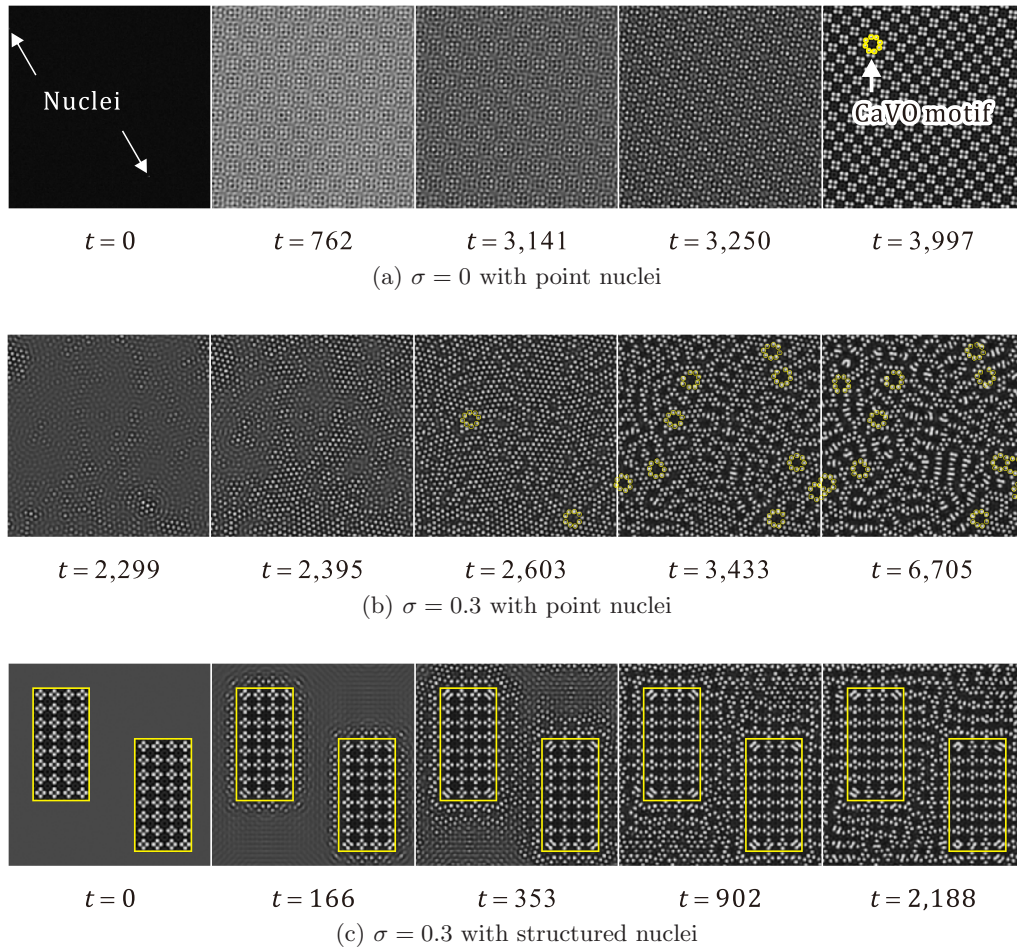 Nuclei
CaVO motif
t = 0 t = 762 t = 3,141 t = 3,250 t = 3,997
(a) σ = 0 with point nuclei
t = 2,299 t = 2,395 t = 2,603 t = 3,433 t = 6,705
(b) σ = 0.3 with point nuclei
t = 0 t = 166 t = 353 t = 902 t = 2,188
(c) σ = 0.3 with structured nuclei